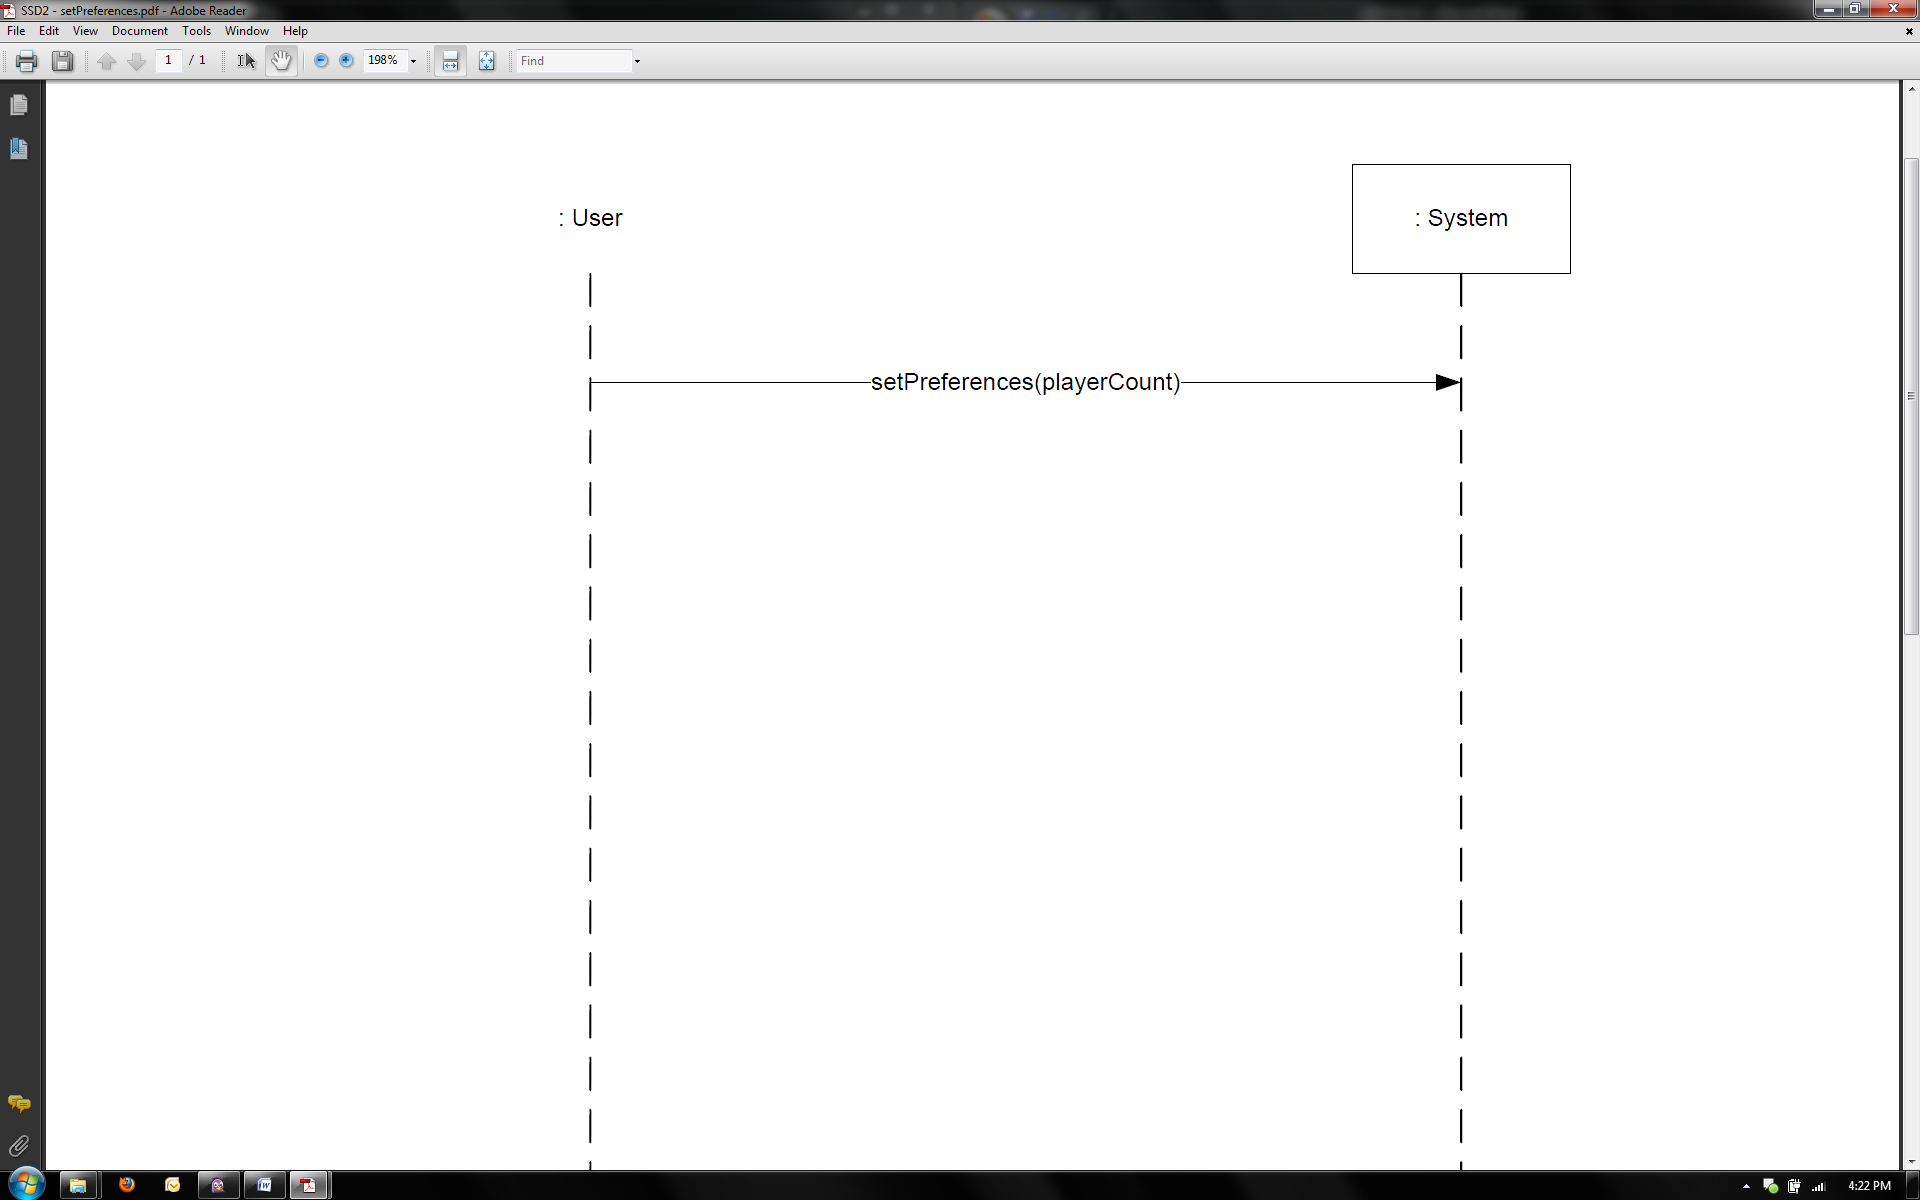 SSD2 - setPreferences.pdf - Adobe Reader
File Edit View Document Tools Window Help
1 / 1 198% Find
: User : System
setPreferences(playerCount)
4:22 PM